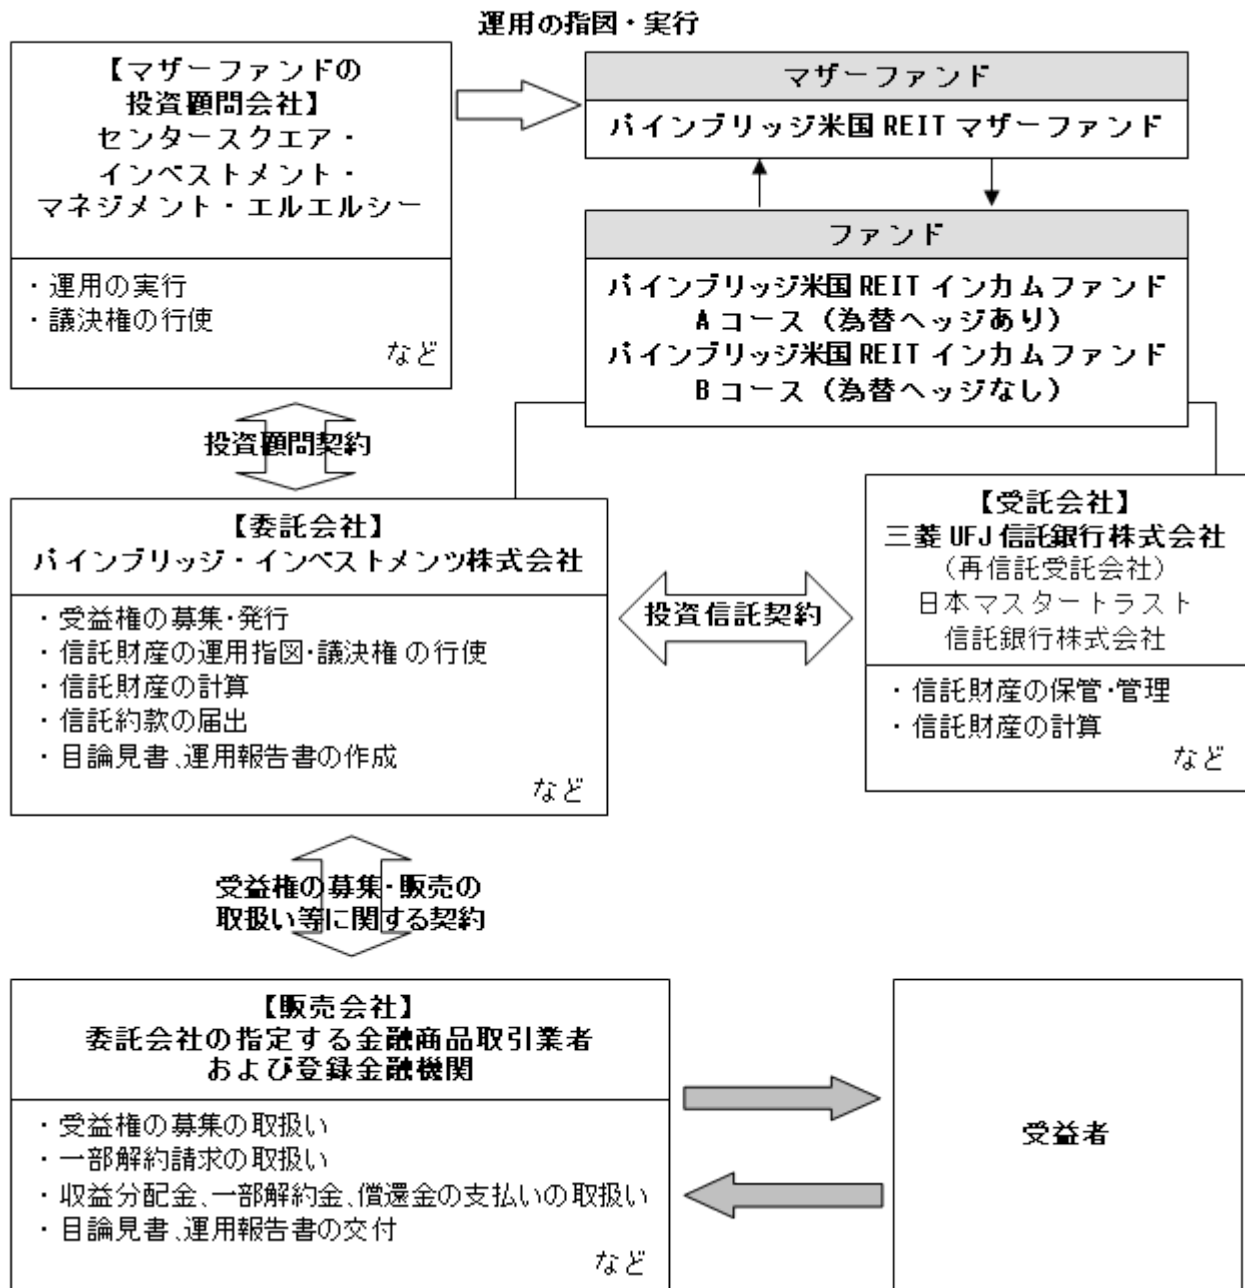 運用の指図・実行
【マザーファンドの
投資顧問会社】
センタースクエア・
インベストメント・
マネジメント・エルエルシー
・運用の実行
・議決権の行使
など
マザーファンド
パインブリッジ米国REITマザーファンド
ファンド
パインブリッジ米国REITインカムファンド
Aコース（為替ヘッジあり）
パインブリッジ米国REITインカムファンド
Bコース（為替ヘッジなし）
投資顧問契約
【委託会社】
パインブリッジ・インベストメンツ株式会社
・受益権の募集・発行
・信託財産の運用指図・議決権の行使
・信託財産の計算
・信託約款の届出
・目論見書、運用報告書の作成
など
投資信託契約
【受託会社】
三菱UFJ信託銀行株式会社
（再信託受託会社）
日本マスタートラスト
信託銀行株式会社
・信託財産の保管・管理
・信託財産の計算
など
受益権の募集・販売の
取扱い等に関する契約
【販売会社】
委託会社の指定する金融商品取引業者
および登録金融機関
・受益権の募集の取扱い
・一部解約請求の取扱い
・収益分配金、一部解約金、償還金の支払いの取扱い
・目論見書、運用報告書の交付
など
受益者